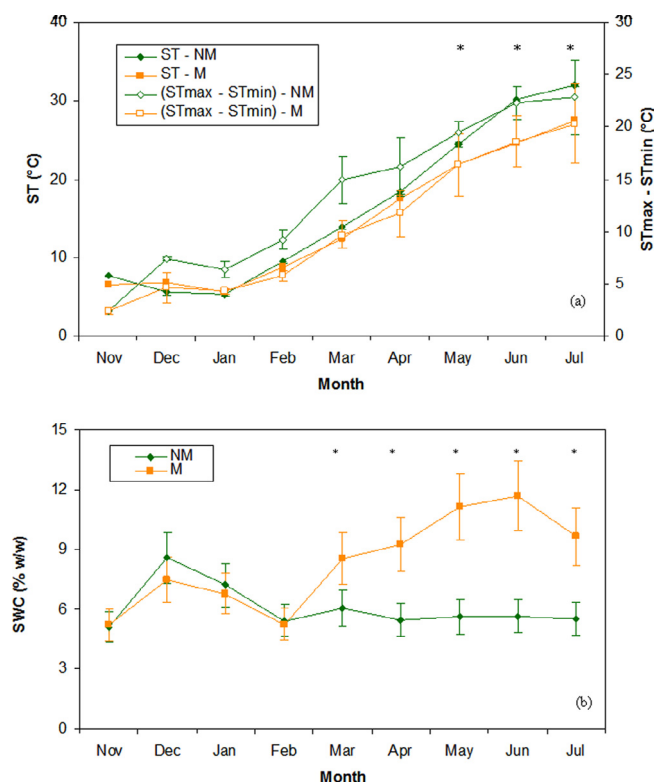 40
30
20
10
0
ST (°C)
ST - NM
ST - M
(STmax - STmin) - NM
(STmax - STmin) - M
* * *
30
25
20
15
10
5
0
STmax - STmin (°C)
(a)
Nov Dec Jan Feb Mar Apr May Jun Jul
Month
15
12
9
6
3
0
SWC (% w/w)
NM
M
* * * * *
(b)
Nov Dec Jan Feb Mar Apr May Jun Jul
Month